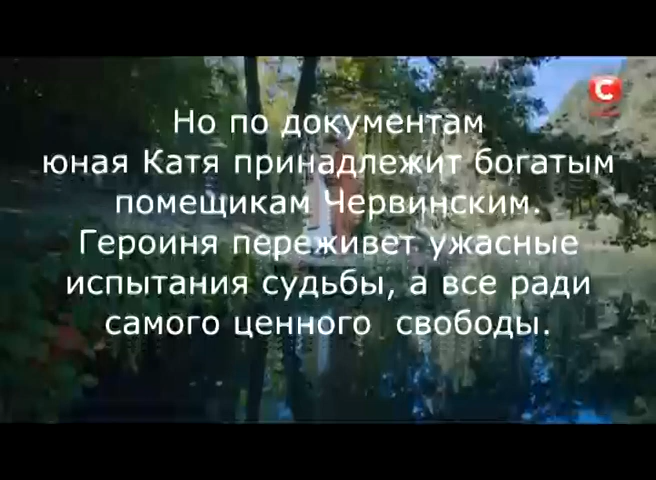 Но по документам
юная Катя принадлежит богатым
помещикам Червинским.
Героиня переживет ужасные
испытания судьбы, а все ради
самого ценного  свободы.
C